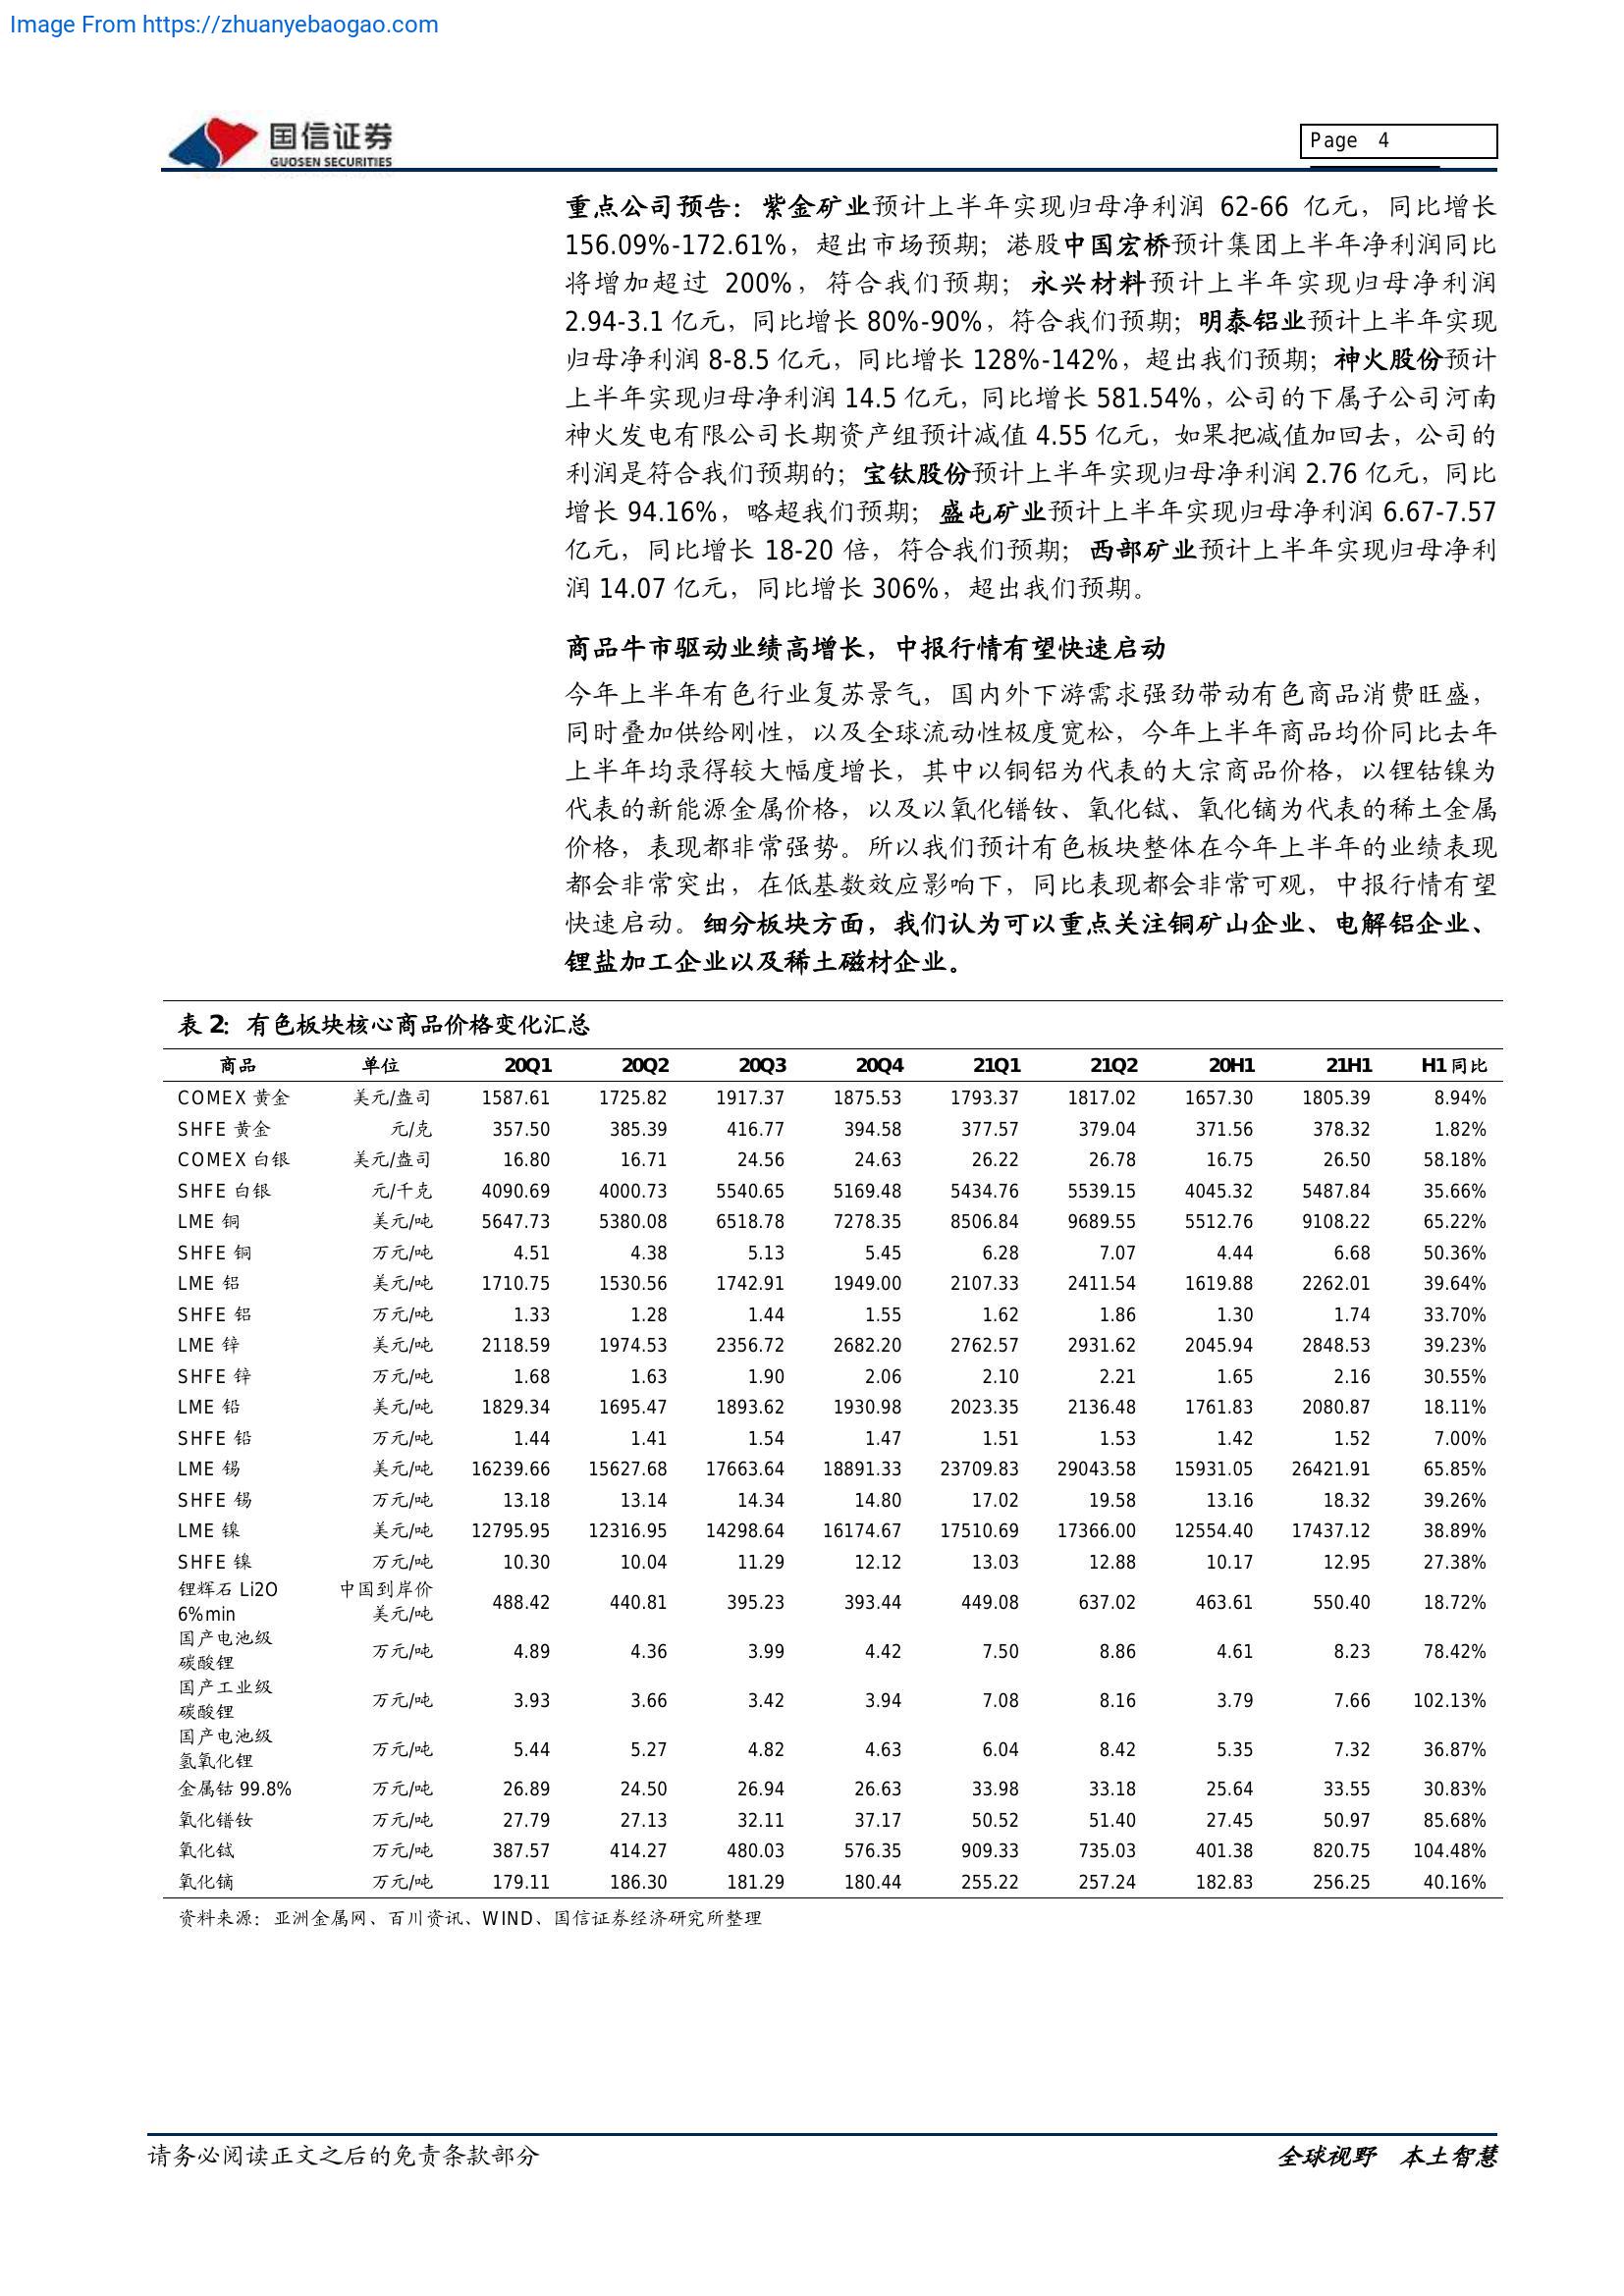 Image From https://zhuanyebaogao.com
国信证券
GUOSEN SECURITIES
Page 4
重点公司预告：紫金矿业预计上半年实现归母净利润 62-66 亿元，同比增长
156.09%-172.61%，超出市场预期；港股中国宏桥预计集团上半年净利润同比
将增加超过 200%，符合我们预期；永兴材料预计上半年实现归母净利润
2.94-3.1 亿元，同比增长 80%-90%，符合我们预期；明泰铝业预计上半年实现
归母净利润 8-8.5 亿元，同比增长 128%-142%，超出我们预期；神火股份预计
上半年实现归母净利润 14.5 亿元，同比增长 581.54%，公司的下属子公司河南
神火发电有限公司长期资产组预计减值 4.55 亿元，如果把减值加回去，公司的
利润是符合我们预期的；宝钛股份预计上半年实现归母净利润 2.76 亿元，同比
增长 94.16%，略超我们预期；盛屯矿业预计上半年实现归母净利润 6.67-7.57
亿元，同比增长 18-20 倍，符合我们预期；西部矿业预计上半年实现归母净利
润 14.07 亿元，同比增长 306%，超出我们预期。
商品牛市驱动业绩高增长，中报行情有望快速启动
今年上半年有色行业复苏景气，国内外下游需求强劲带动有色商品消费旺盛，
同时叠加供给刚性，以及全球流动性极度宽松，今年上半年商品均价同比去年
上半年均录得较大幅度增长，其中以铜铝为代表的大宗商品价格，以锂钴镍为
代表的新能源金属价格，以及以氧化镨钕、氧化铽、氧化镝为代表的稀土金属
价格，表现都非常强势。所以我们预计有色板块整体在今年上半年的业绩表现
都会非常突出，在低基数效应影响下，同比表现都会非常可观，中报行情有望
快速启动。细分板块方面，我们认为可以重点关注铜矿山企业、电解铝企业、
锂盐加工企业以及稀土磁材企业。
表 2：有色板块核心商品价格变化汇总
商品 单位 20Q1 20Q2 20Q3 20Q4 21Q1 21Q2 20H1 21H1 H1 同比
COMEX 黄金 美元/盎司 1587.61 1725.82 1917.37 1875.53 1793.37 1817.02 1657.30 1805.39 8.94%
SHFE 黄金 元/克 357.50 385.39 416.77 394.58 377.57 379.04 371.56 378.32 1.82%
COMEX 白银 美元/盎司 16.80 16.71 24.56 24.63 26.22 26.78 16.75 26.50 58.18%
SHFE 白银 元/千克 4090.69 4000.73 5540.65 5169.48 5434.76 5539.15 4045.32 5487.84 35.66%
LME 铜 美元/吨 5647.73 5380.08 6518.78 7278.35 8506.84 9689.55 5512.76 9108.22 65.22%
SHFE 铜 万元/吨 4.51 4.38 5.13 5.45 6.28 7.07 4.44 6.68 50.36%
LME 铝 美元/吨 1710.75 1530.56 1742.91 1949.00 2107.33 2411.54 1619.88 2262.01 39.64%
SHFE 铝 万元/吨 1.33 1.28 1.44 1.55 1.62 1.86 1.30 1.74 33.70%
LME 锌 美元/吨 2118.59 1974.53 2356.72 2682.20 2762.57 2931.62 2045.94 2848.53 39.23%
SHFE 锌 万元/吨 1.68 1.63 1.90 2.06 2.10 2.21 1.65 2.16 30.55%
LME 铅 美元/吨 1829.34 1695.47 1893.62 1930.98 2023.35 2136.48 1761.83 2080.87 18.11%
SHFE 铅 万元/吨 1.44 1.41 1.54 1.47 1.51 1.53 1.42 1.52 7.00%
LME 锡 美元/吨 16239.66 15627.68 17663.64 18891.33 23709.83 29043.58 15931.05 26421.91 65.85%
SHFE 锡 万元/吨 13.18 13.14 14.34 14.80 17.02 19.58 13.16 18.32 39.26%
LME 镍 美元/吨 12795.95 12316.95 14298.64 16174.67 17510.69 17366.00 12554.40 17437.12 38.89%
SHFE 镍 万元/吨 10.30 10.04 11.29 12.12 13.03 12.88 10.17 12.95 27.38%
锂辉石 Li2O 中国到岸价
6%min 美元/吨 488.42 440.81 395.23 393.44 449.08 637.02 463.61 550.40 18.72%
国产电池级
碳酸锂 万元/吨 4.89 4.36 3.99 4.42 7.50 8.86 4.61 8.23 78.42%
国产工业级
碳酸锂 万元/吨 3.93 3.66 3.42 3.94 7.08 8.16 3.79 7.66 102.13%
国产电池级
氢氧化锂 万元/吨 5.44 5.27 4.82 4.63 6.04 8.42 5.35 7.32 36.87%
金属钴 99.8% 万元/吨 26.89 24.50 26.94 26.63 33.98 33.18 25.64 33.55 30.83%
氧化镨钕 万元/吨 27.79 27.13 32.11 37.17 50.52 51.40 27.45 50.97 85.68%
氧化铽 万元/吨 387.57 414.27 480.03 576.35 909.33 735.03 401.38 820.75 104.48%
氧化镝 万元/吨 179.11 186.30 181.29 180.44 255.22 257.24 182.83 256.25 40.16%
资料来源：亚洲金属网、百川资讯、WIND、国信证券经济研究所整理
请务必阅读正文之后的免责条款部分
全球视野 本土智慧